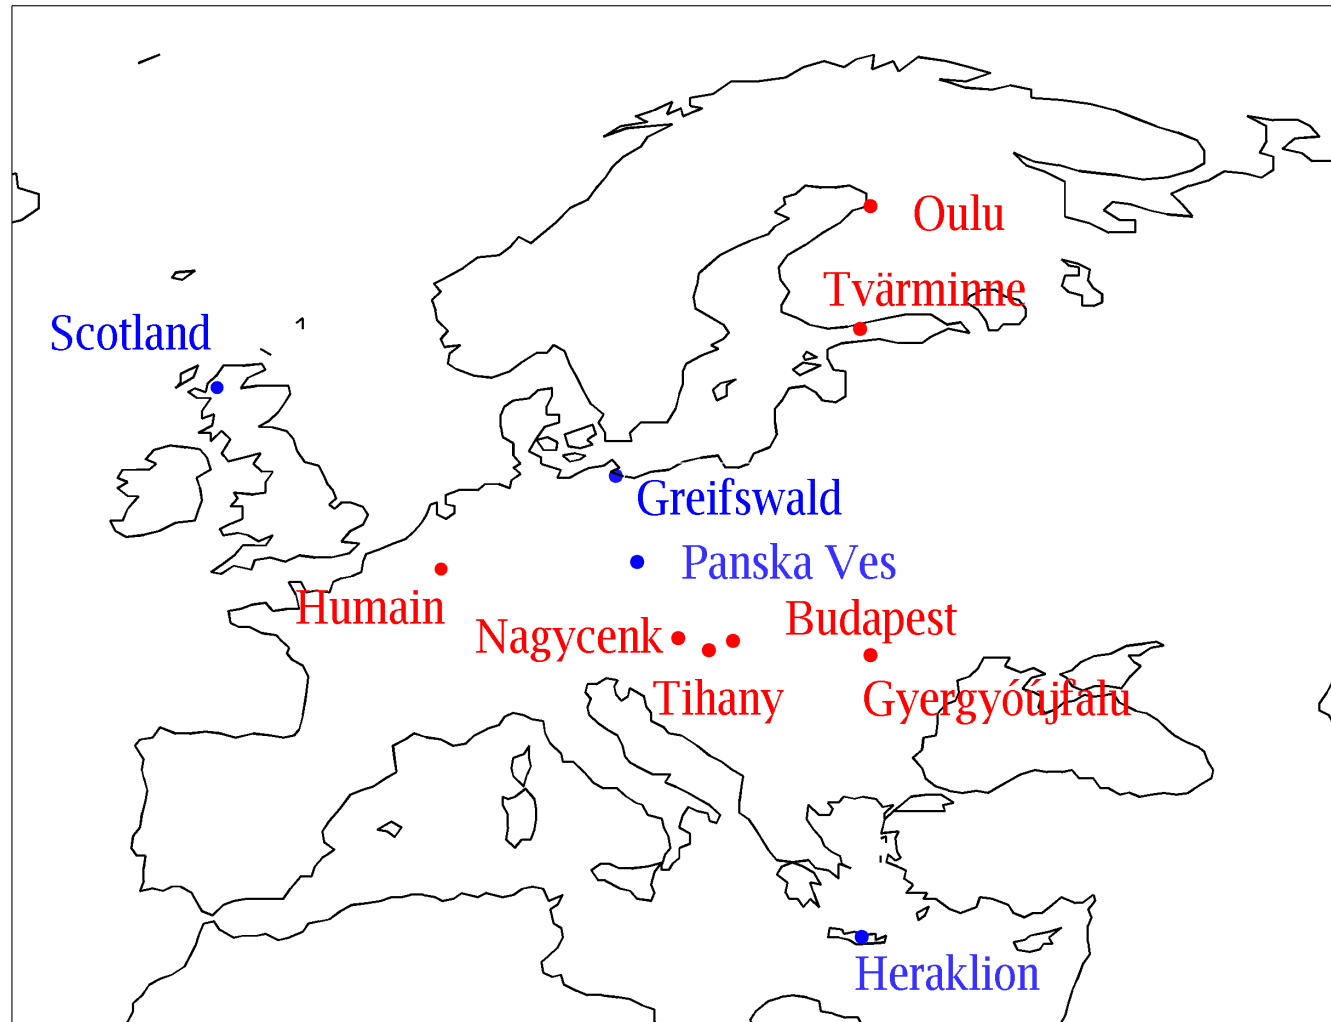 Oulu
Tvärminne
Scotland
Greifswald
Panska Ves
Humain
Budapest
Nagycenk
Tihany
Gyergyóújfalu
Heraklion